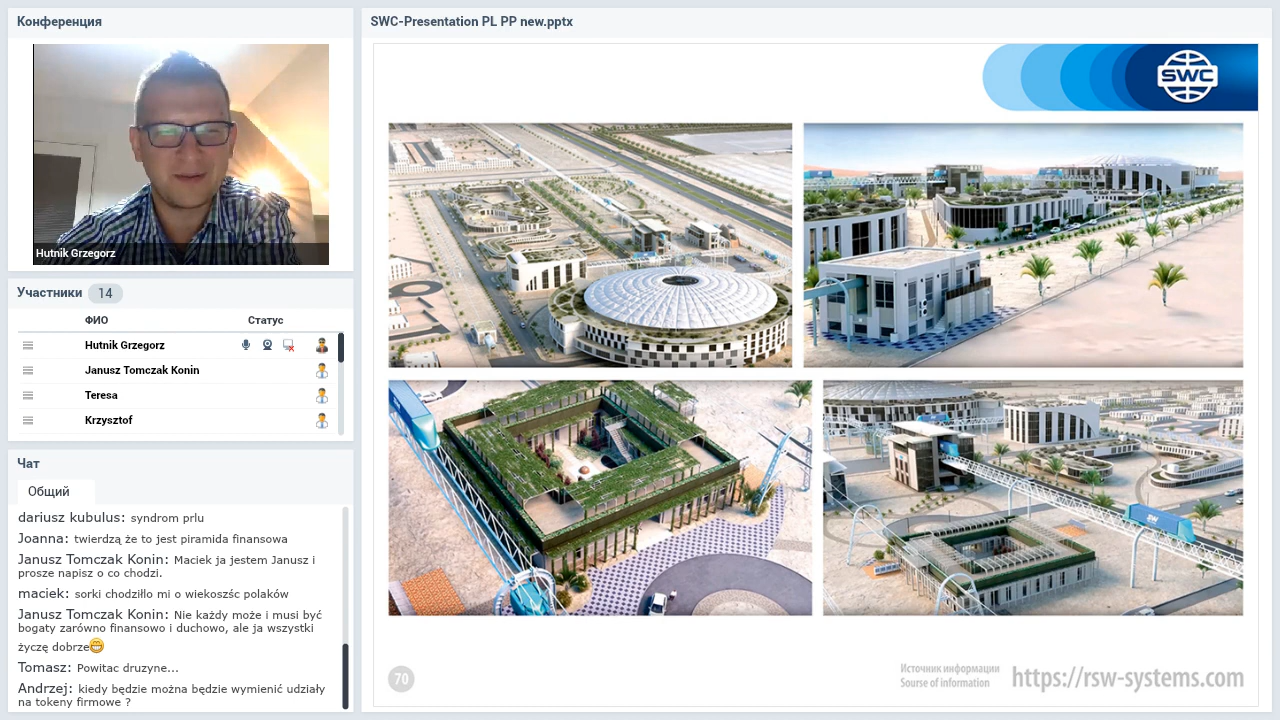 Конференция
Hutnik Grzegorz
Участники 14
ФИО Статус
Hutnik Grzegorz
Janusz Tomczak Konin
Teresa
Krzysztof
Чат
Общий
dariusz kubulus: syndrom prlu
Joanna: twierdzą że to jest piramida finansowa
Janusz Tomczak Konin: Maciek ja jestem Janusz i
prosze napisz o co chodzi.
maciek: sorki chodziłlo mi o wiekoszśc polaków
Janusz Tomczak Konin: Nie każdy może i musi być
bogaty zarówno finansowo i duchowo, ale ja wszystki
życzę dobrze
Tomasz: Powitac druzyne...
Andrzej: kiedy będzie można będzie wymienić udziały
na tokeny firmowe ?
SWC-Presentation PL PP new.pptx
SWC
70
Источник информации
Sourse of information
https://rsw-systems.com